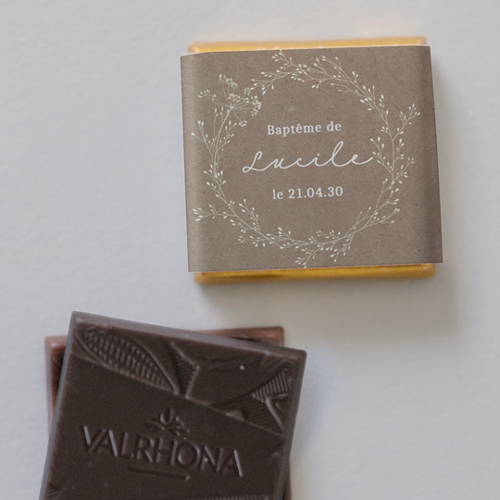 Baptême de
Lucile
le 21.04.30
VALRHONA